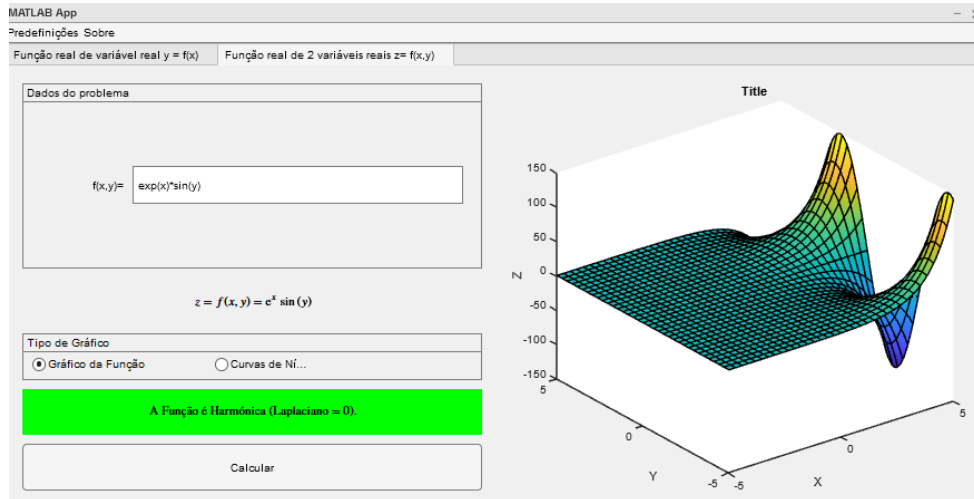 MATLAB App
Predefinições Sobre
Função real de variável real y = f(x) Função real de 2 variáveis reais z= f(x,y)
Dados do problema
f(x,y)= exp(x)*sin(y)
z = f(x, y) = eˣ sin (y)
Tipo de Gráfico
Gráfico da Função Curvas de Ní...
A Função é Harmónica (Laplaciano = 0).
Calcular
Title
150
100
50
0
-50
-100
-150
Z
5
0
-5
Y
-5
0
5
X